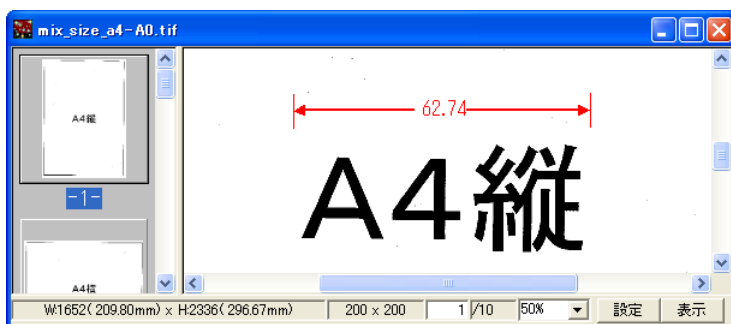 mix_size_a4-A0.tif
A4縦
-1-
A4横
62.74
A4縦
W:1652( 209.80mm) x H:2336( 296.67mm)
200 x 200
1 /10
50%
設定
表示